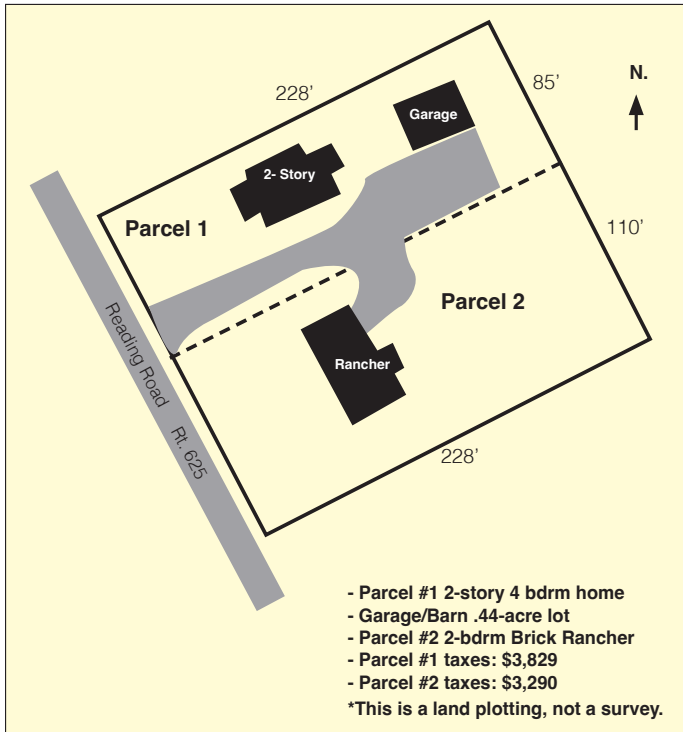 228’
85’
N.
Garage
2- Story
Parcel 1
110’
Parcel 2
Reading Road Rt. 625
Rancher
228’
- Parcel #1 2-story 4 bdrm home
- Garage/Barn .44-acre lot
- Parcel #2 2-bdrm Brick Rancher
- Parcel #1 taxes: $3,829
- Parcel #2 taxes: $3,290
*This is a land plotting, not a survey.